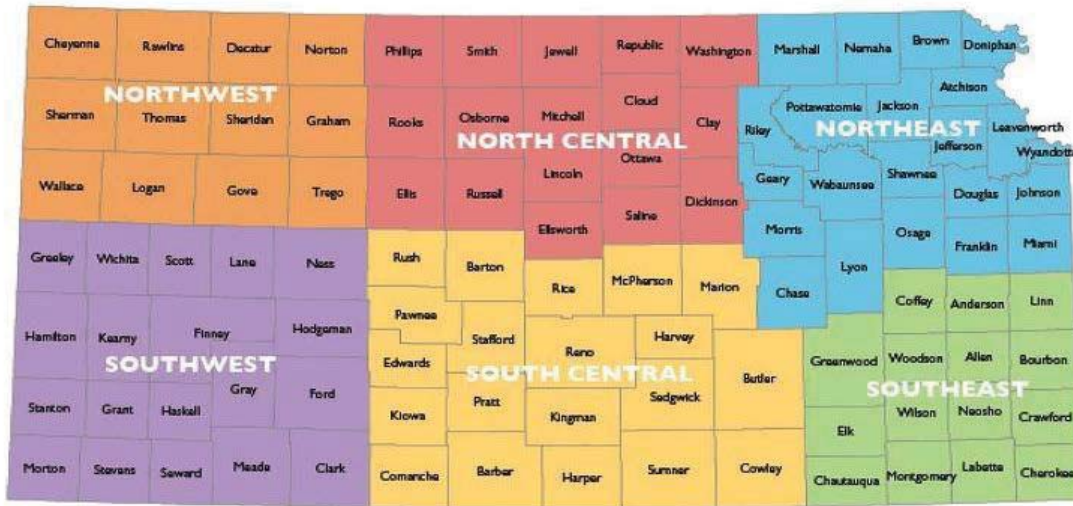 Cheyenne Rawlins Decatur Norton Phillips Smith Jewell Republic Washington Marshall Nemaha Brown Doniphan
NORTHWEST
Sherman Thomas Sheridan Graham Rooks Osborne Mitchell Cloud Clay Riley Pottawatomie Jackson Atchison
NORTH CENTRAL NORTHEAST
Leavenworth
Jefferson Wyandott
Wallace Logan Gove Trego Ellis Russell Lincoln Ottawa Saline Dickinson Geary Wabaunsee Shawnee Douglas Johnson
Ellsworth Morris Osage Franklin Miami
Greeley Wichita Scott Lane Ness Rush Barton Rice McPherson Marion Chase Lyon
Coffey Anderson Linn
Hamilton Kearny Finney Hodgeman Pawnee Stafford Reno Harvey
SOUTHWEST SOUTH CENTRAL SOUTHEAST
Edwards Sedgwick Butler Greenwood Woodson Allen Bourbon
Stanton Grant Haskell Gray Ford Kiowa Pratt Kingman Elk Wilson Neosho Crawford
Morton Stevens Seward Meade Clark Comanche Barber Harper Sumner Cowley Chautauqua Montgomery Labette Cherokee